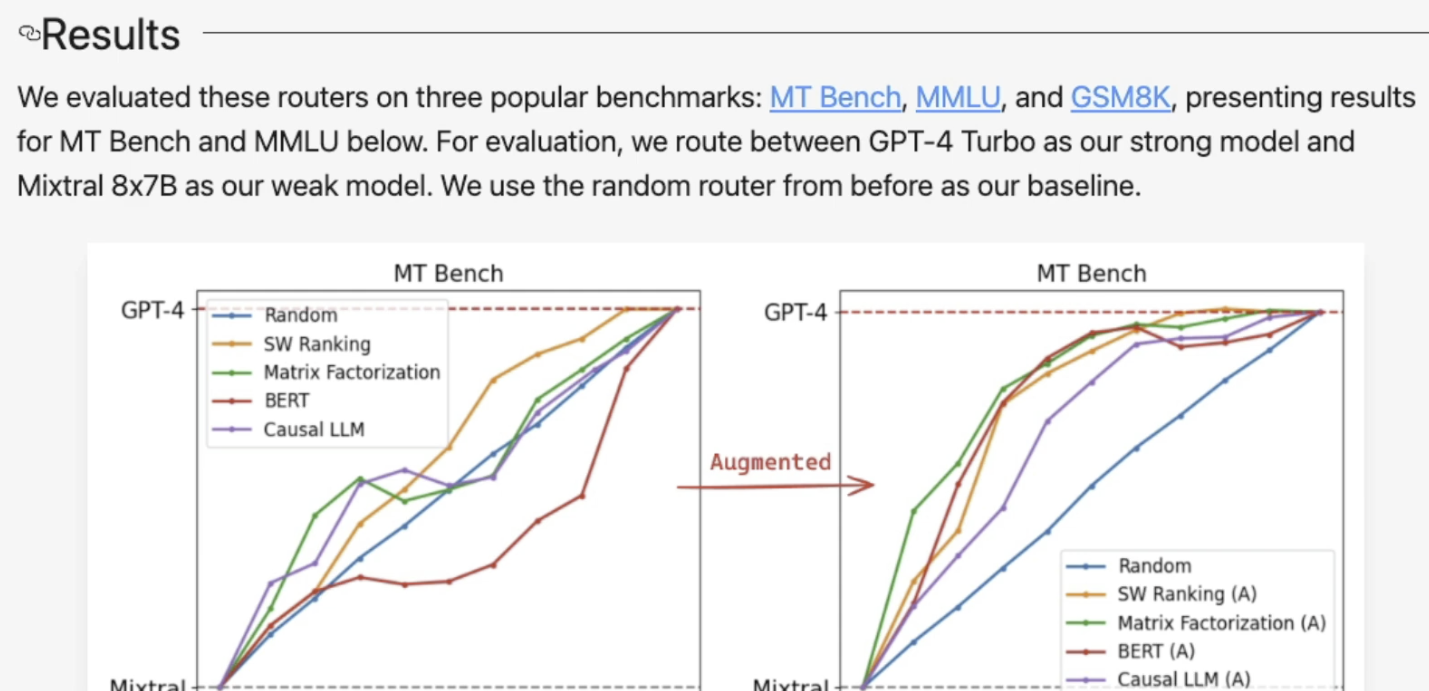 Results
We evaluated these routers on three popular benchmarks: MT Bench, MMLU, and GSM8K, presenting results
for MT Bench and MMLU below. For evaluation, we route between GPT-4 Turbo as our strong model and
Mixtral 8x7B as our weak model. We use the random router from before as our baseline.
MT Bench
GPT-4
Random
SW Ranking
Matrix Factorization
BERT
Causal LLM
Mixtral
Augmented
MT Bench
GPT-4
Random
SW Ranking (A)
Matrix Factorization (A)
BERT (A)
Causal LLM (A)
Mixtral